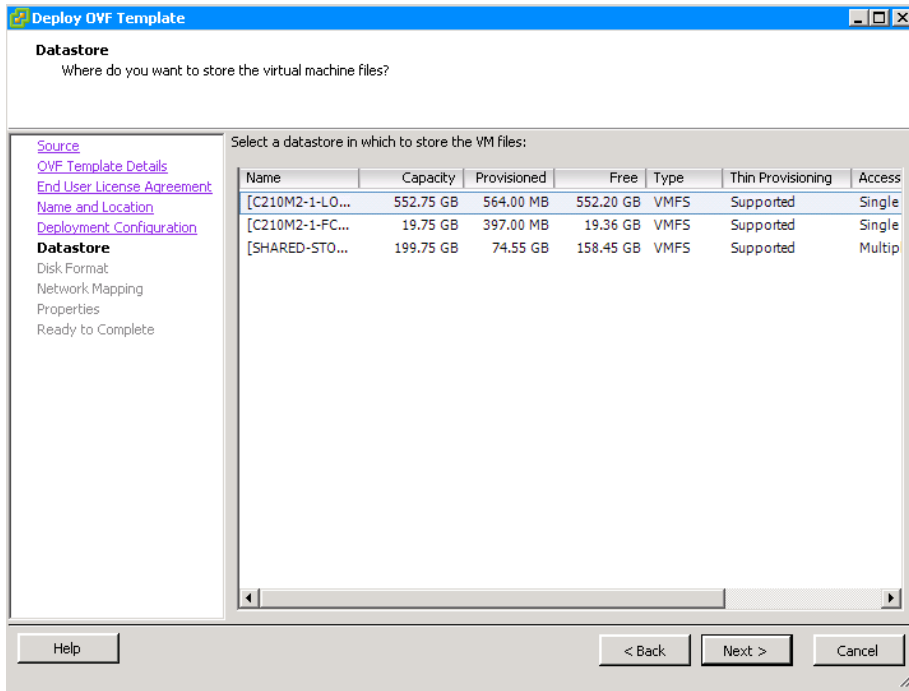 Deploy OVF Template
Datastore
Where do you want to store the virtual machine files?
Source
OVF Template Details
End User License Agreement
Name and Location
Deployment Configuration
Datastore
Disk Format
Network Mapping
Properties
Ready to Complete
Select a datastore in which to store the VM files:
Name Capacity Provisioned Free Type Thin Provisioning Access
[C210M2-1-LO... 552.75 GB 564.00 MB 552.20 GB VMFS Supported Single
[C210M2-1-FC... 19.75 GB 397.00 MB 19.36 GB VMFS Supported Single
[SHARED-STO... 199.75 GB 74.55 GB 158.45 GB VMFS Supported Multip
Help < Back Next > Cancel